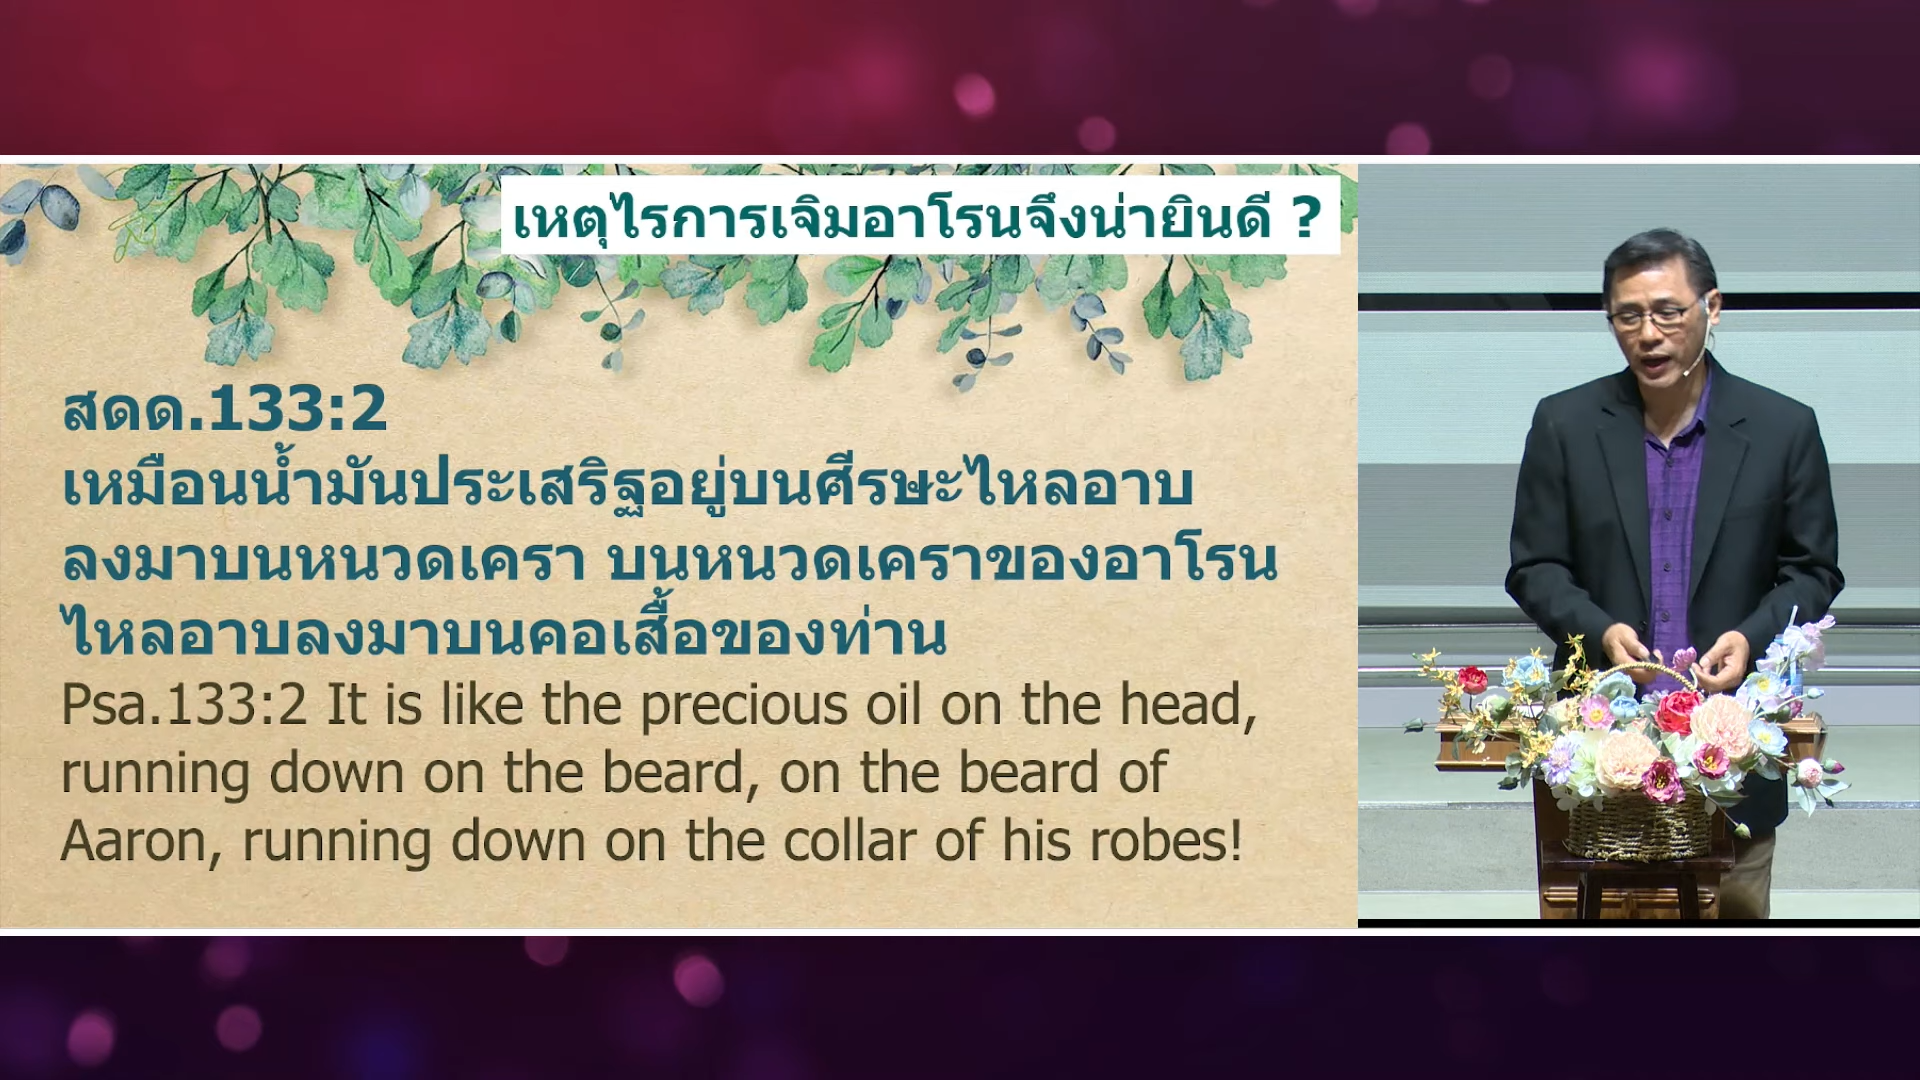 เหตุไรการเจิมอาโรนจึงน่ายินดี ?
สดด.133:2
เหมือนน้ำมันประเสริฐอยู่บนศีรษะไหลอาบ
ลงมาบนหนวดเครา บนหนวดเคราของอาโรน
ไหลอาบลงมาบนคอเสื้อของท่าน
Psa.133:2 It is like the precious oil on the head,
running down on the beard, on the beard of
Aaron, running down on the collar of his robes!